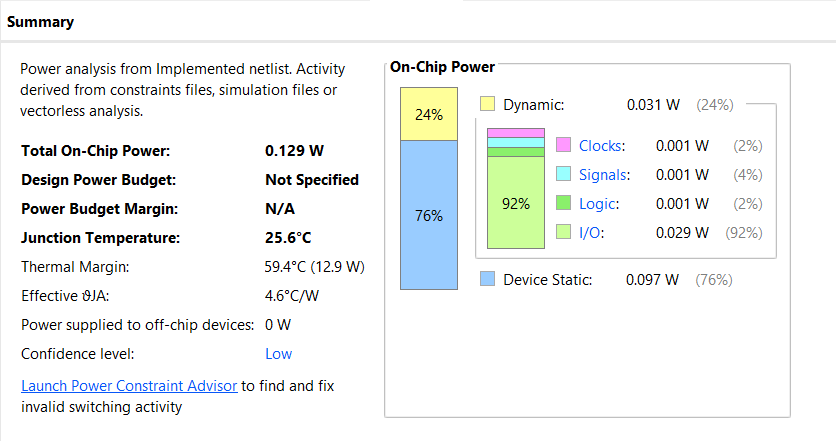 Summary
Power analysis from Implemented netlist. Activity
derived from constraints files, simulation files or
vectorless analysis.
Total On-Chip Power: 0.129 W
Design Power Budget: Not Specified
Power Budget Margin: N/A
Junction Temperature: 25.6°C
Thermal Margin: 59.4°C (12.9 W)
Effective ϑJA: 4.6°C/W
Power supplied to off-chip devices: 0 W
Confidence level: Low
Launch Power Constraint Advisor to find and fix
invalid switching activity
On-Chip Power
24%
76%
Dynamic: 0.031 W (24%)
92%
Clocks: 0.001 W (2%)
Signals: 0.001 W (4%)
Logic: 0.001 W (2%)
I/O: 0.029 W (92%)
Device Static: 0.097 W (76%)